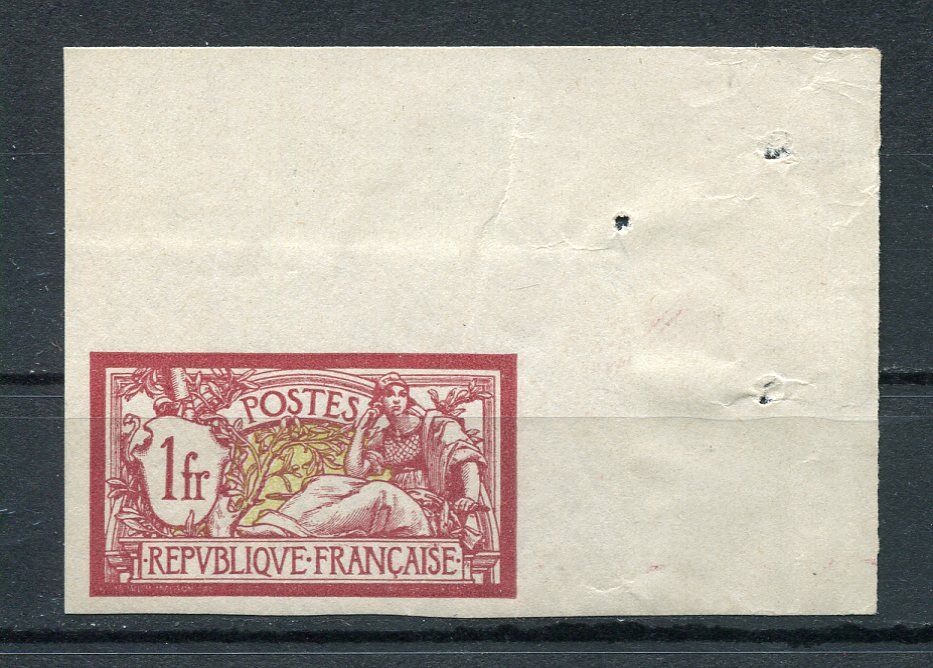 POSTES
1fr
·REPVBLIQVE·FRANÇAISE·